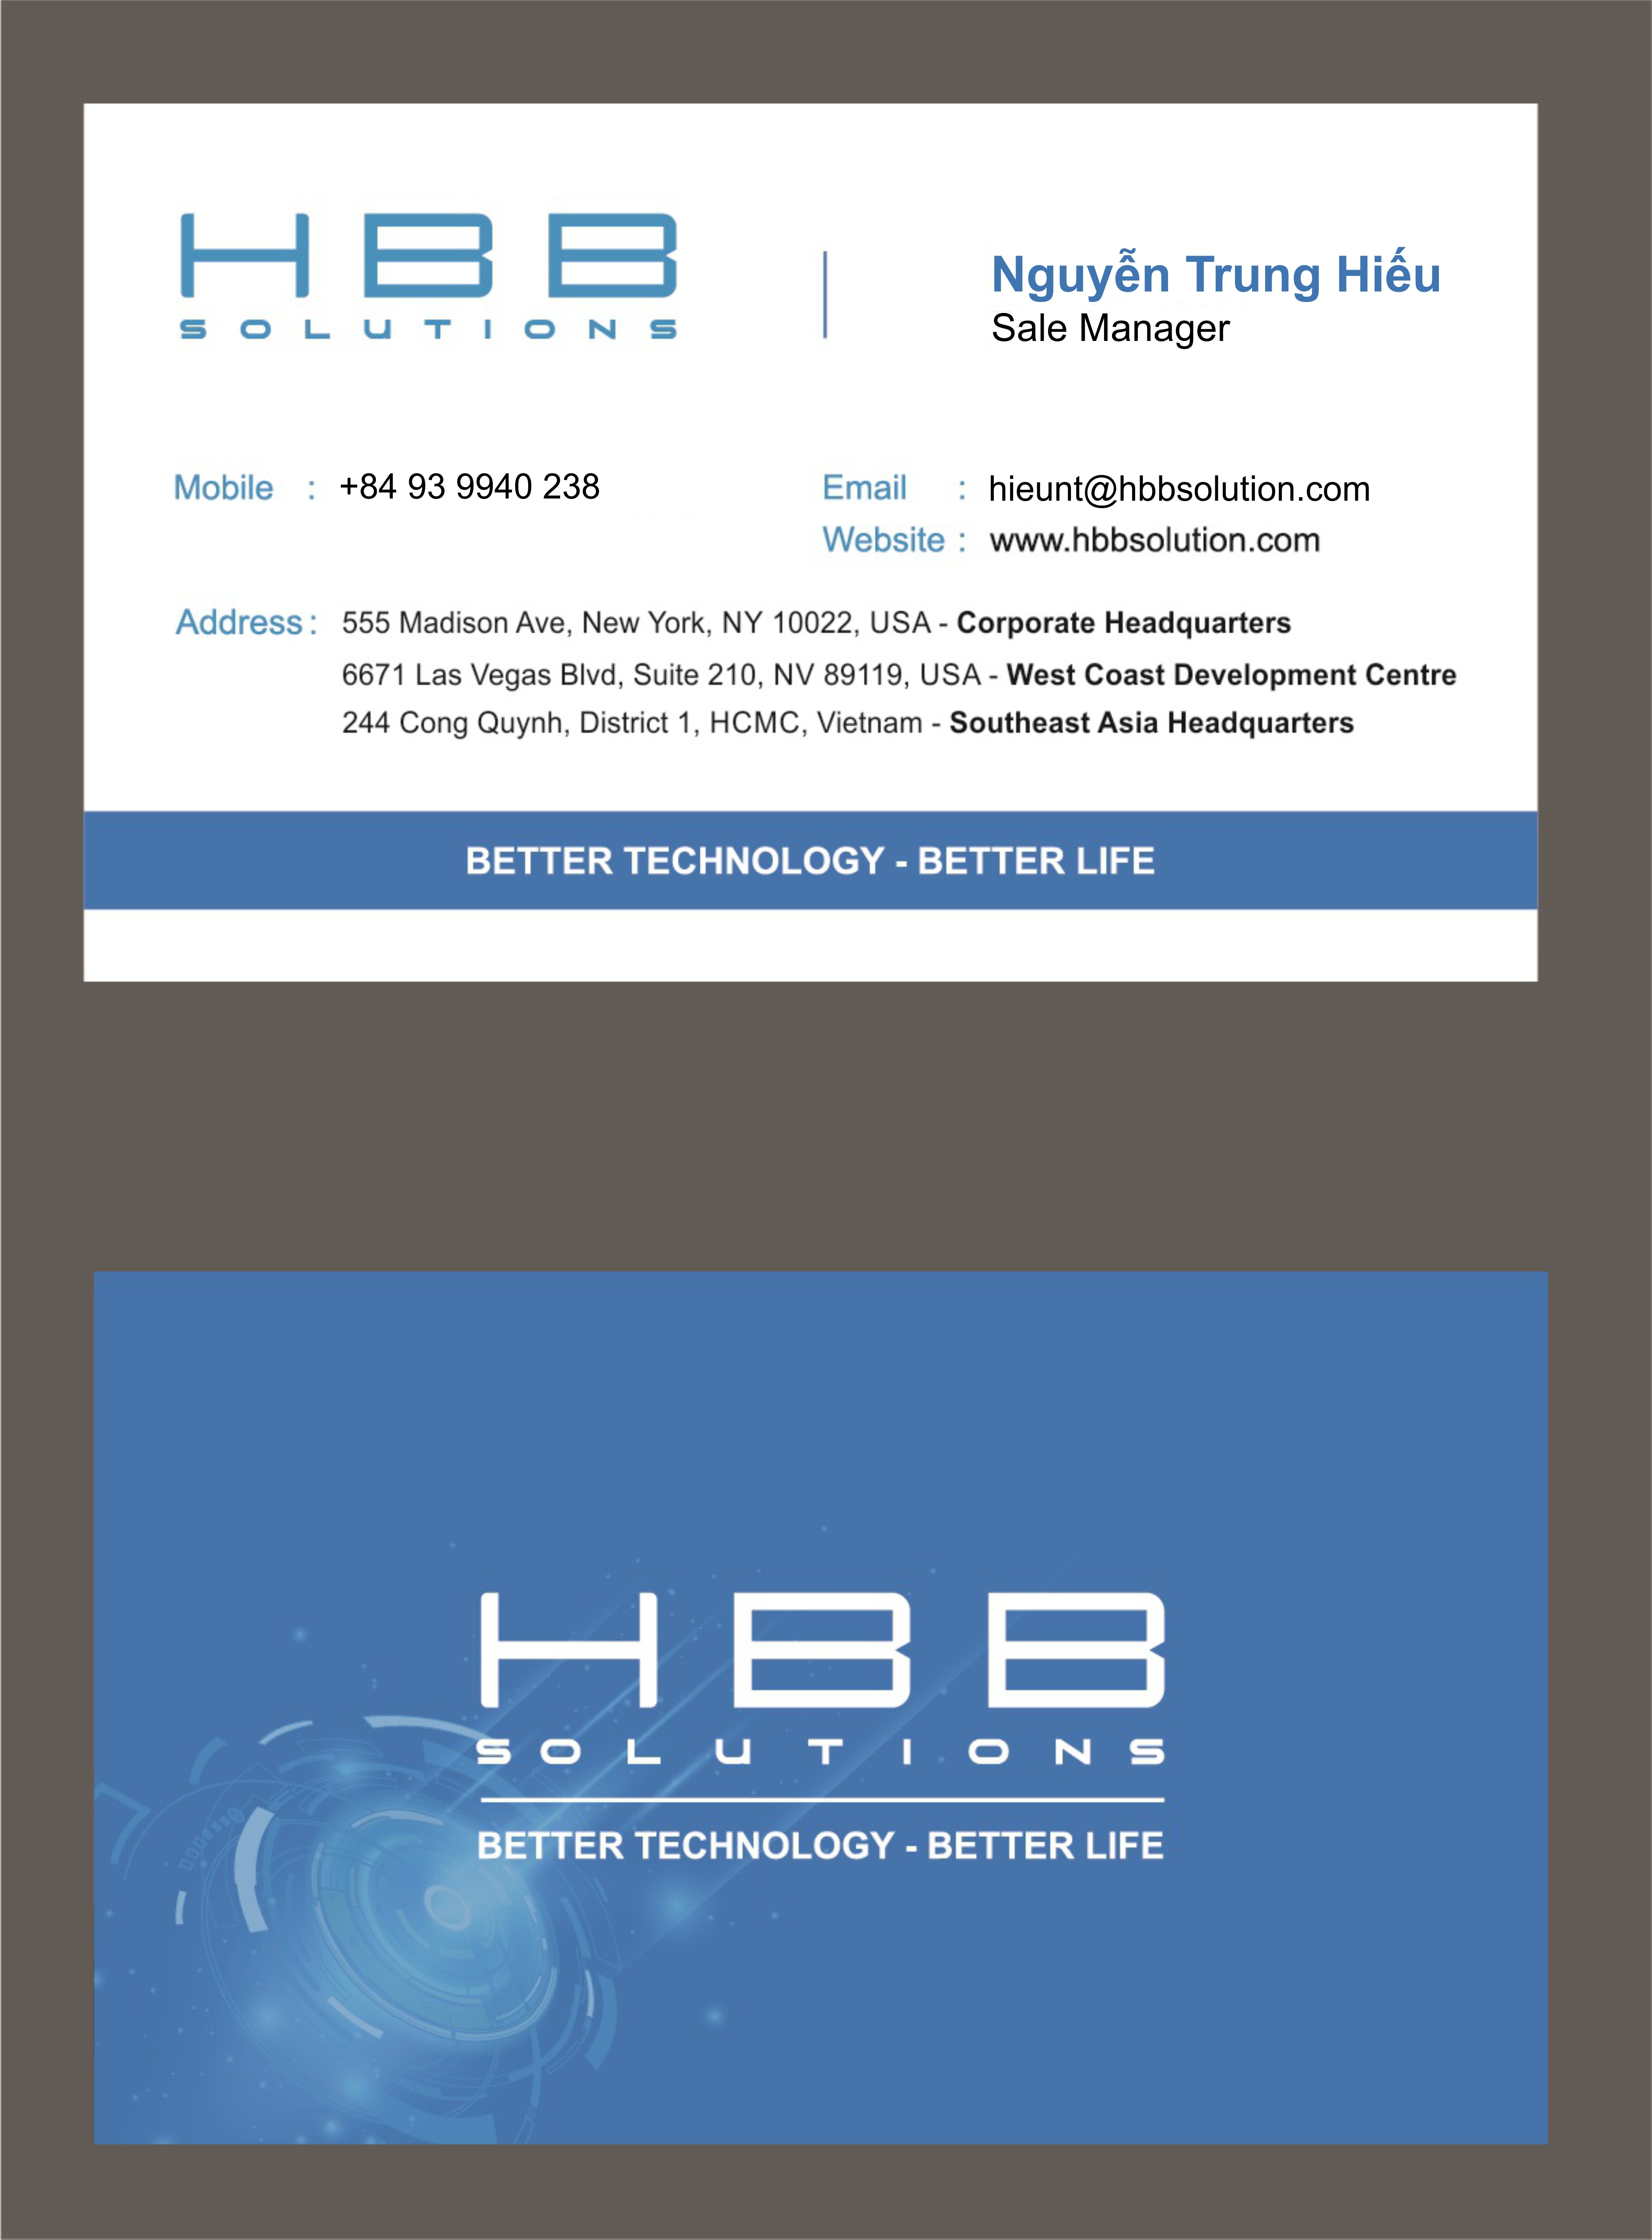 HBB
SOLUTIONS
Nguyễn Trung Hiếu
Sale Manager
Mobile : +84 93 9940 238
Email : hieunt@hbbsolution.com
Website : www.hbbsolution.com
Address : 555 Madison Ave, New York, NY 10022, USA - Corporate Headquarters
6671 Las Vegas Blvd, Suite 210, NV 89119, USA - West Coast Development Centre
244 Cong Quynh, District 1, HCMC, Vietnam - Southeast Asia Headquarters
BETTER TECHNOLOGY - BETTER LIFE
HBB
SOLUTIONS
BETTER TECHNOLOGY - BETTER LIFE